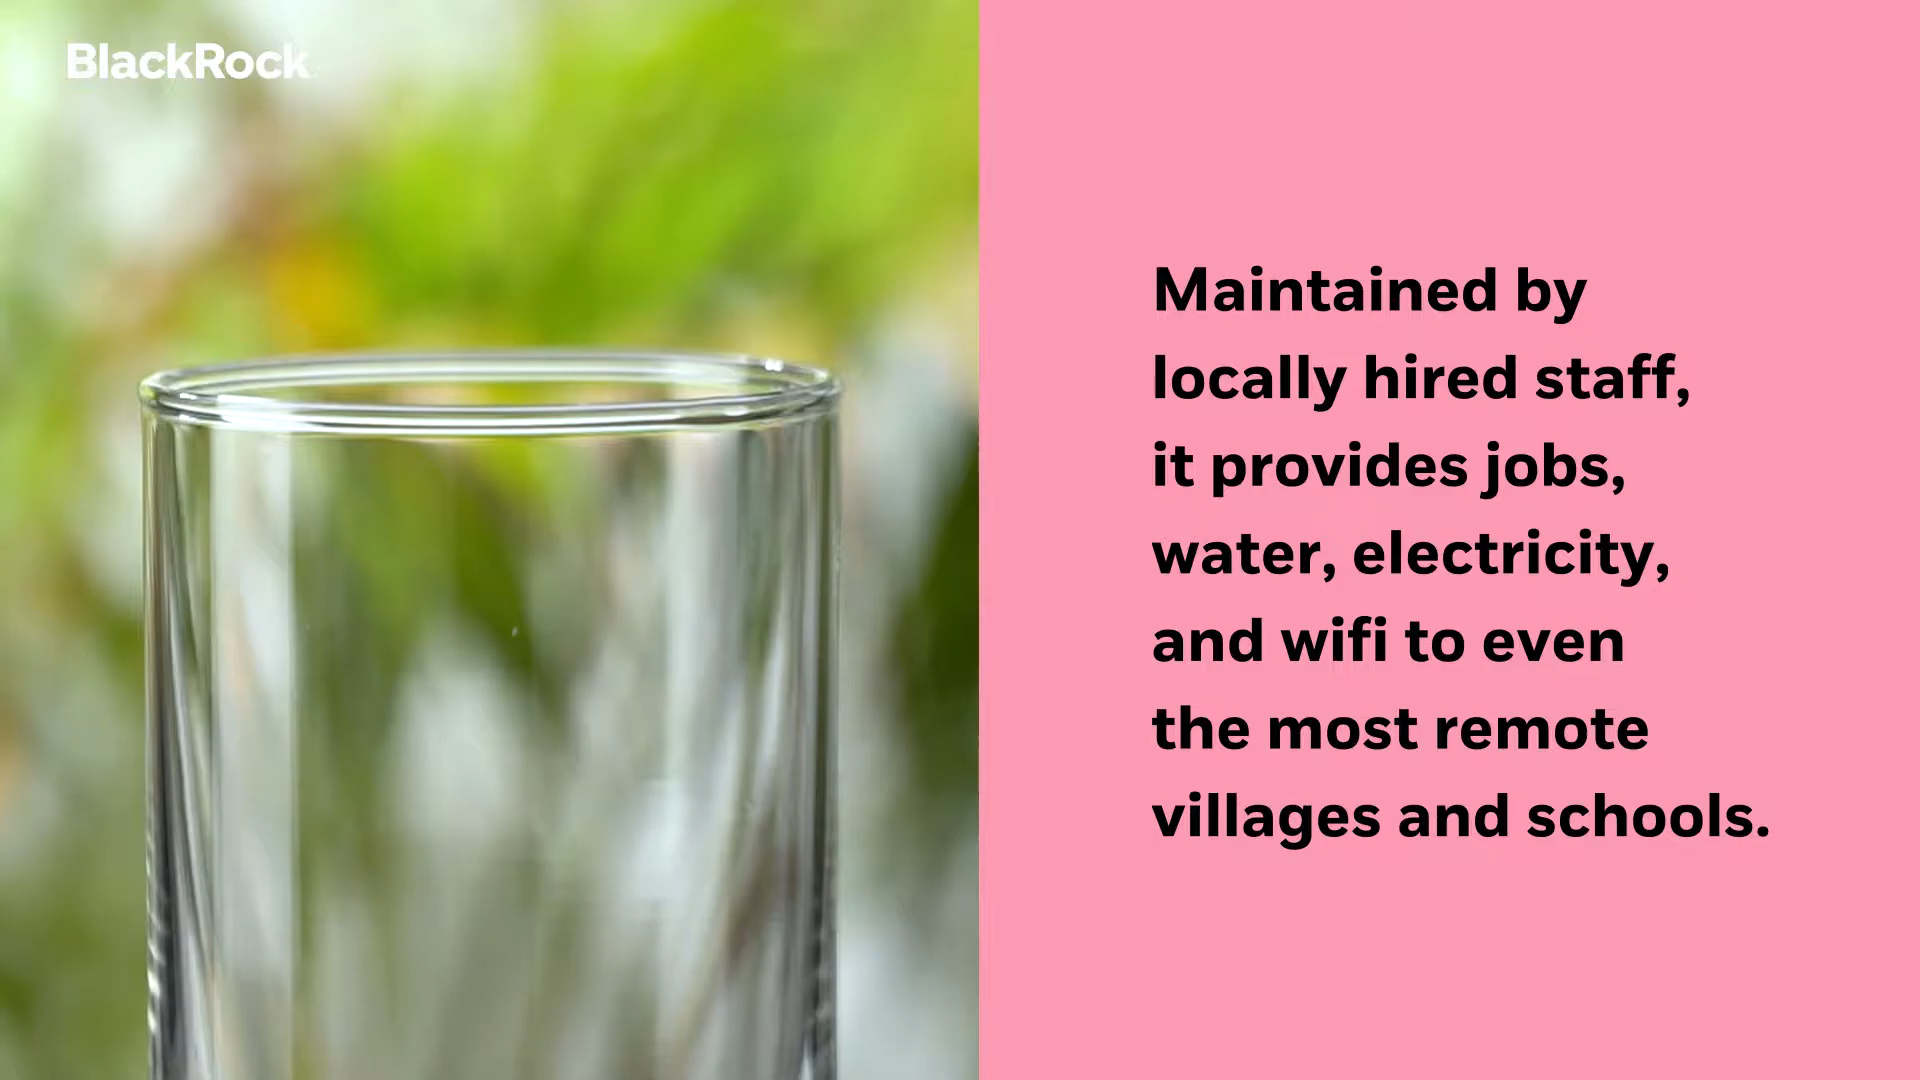 BlackRock
Maintained by
locally hired staff,
it provides jobs,
water, electricity,
and wifi to even
the most remote
villages and schools.